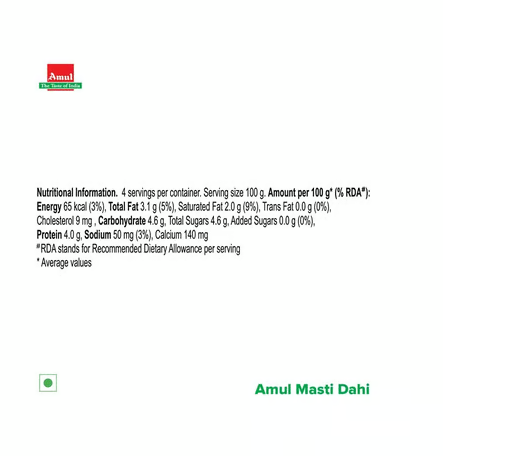 Amul
The Taste of India
Nutritional Information. 4 servings per container. Serving size 100 g. Amount per 100 g* (% RDA#):
Energy 65 kcal (3%), Total Fat 3.1 g (5%), Saturated Fat 2.0 g (9%), Trans Fat 0.0 g (0%),
Cholesterol 9 mg , Carbohydrate 4.6 g, Total Sugars 4.6 g, Added Sugars 0.0 g (0%),
Protein 4.0 g, Sodium 50 mg (3%), Calcium 140 mg
#RDA stands for Recommended Dietary Allowance per serving
* Average values
Amul Masti Dahi